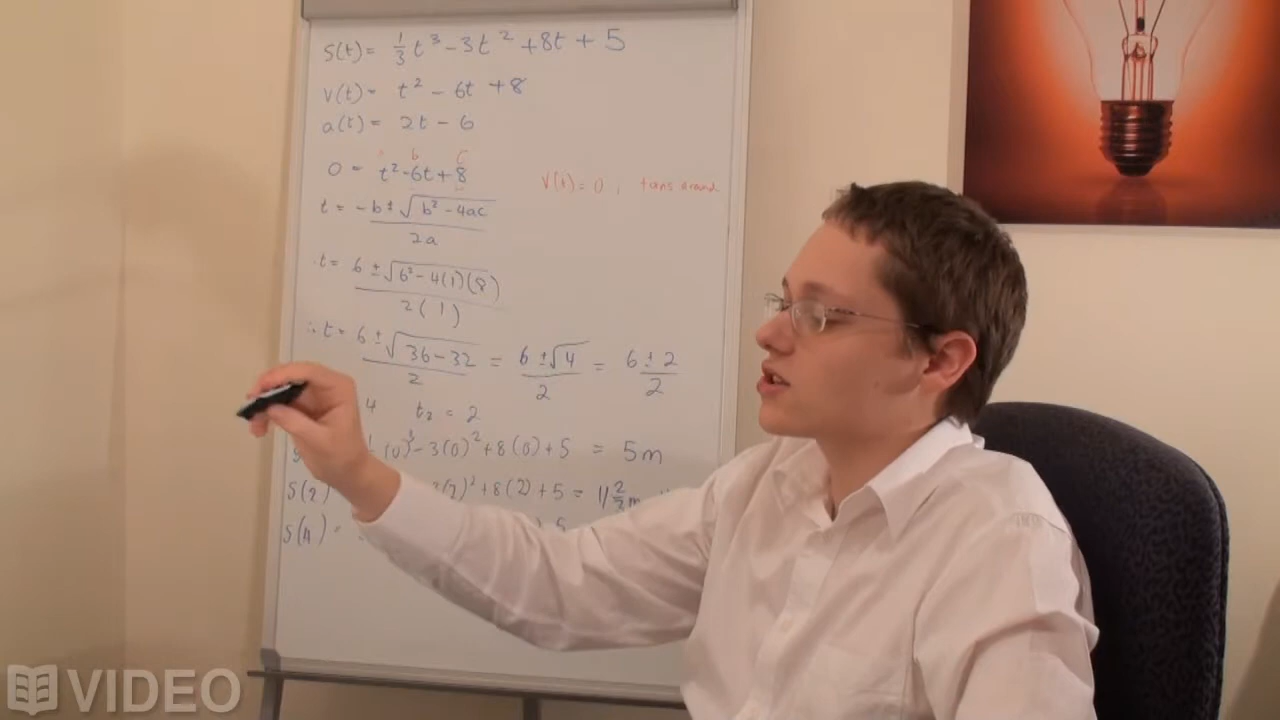 s(t) = 1/3 t³ - 3t² + 8t + 5
v(t) = t² - 6t + 8
a(t) = 2t - 6
b c
0 = t² - 6t + 8
v(t) = 0, turns around
t = -b ± √b² - 4ac / 2a
t = 6 ± √6² - 4(1)(8) / 2(1)
∴ t = 6 ± √36 - 32 / 2 = 6 ± √4 / 2 = 6 ± 2 / 2
4 t₂ = 2
(0)³ - 3(0)² + 8(0) + 5 = 5m
s(2) (2)² + 8(2) + 5 = 11 2/3 m
s(4) =
VIDEO